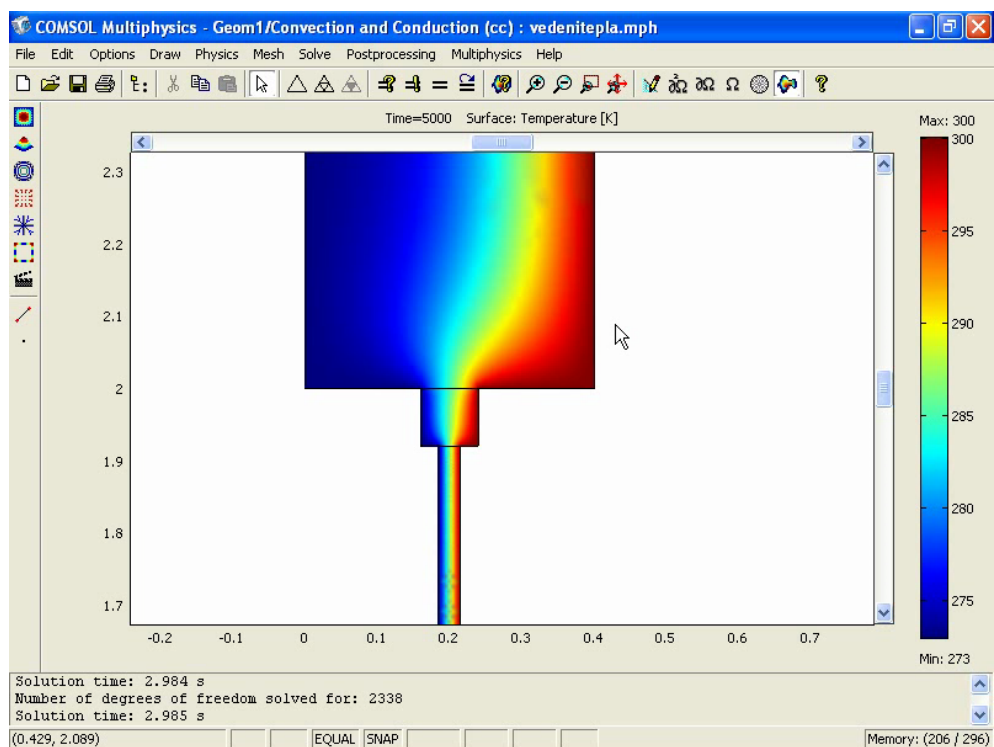 COMSOL Multiphysics - Geom1/Convection and Conduction (cc) : vedenitepla.mph
File Edit Options Draw Physics Mesh Solve Postprocessing Multiphysics Help
Time=5000 Surface: Temperature [K]
Max: 300
300
295
290
285
280
275
Min: 273
2.3
2.2
2.1
2
1.9
1.8
1.7
-0.2 -0.1 0 0.1 0.2 0.3 0.4 0.5 0.6 0.7
Solution time: 2.984 s
Number of degrees of freedom solved for: 2338
Solution time: 2.985 s
(0.429, 2.089) EQUAL SNAP Memory: (206 / 296)